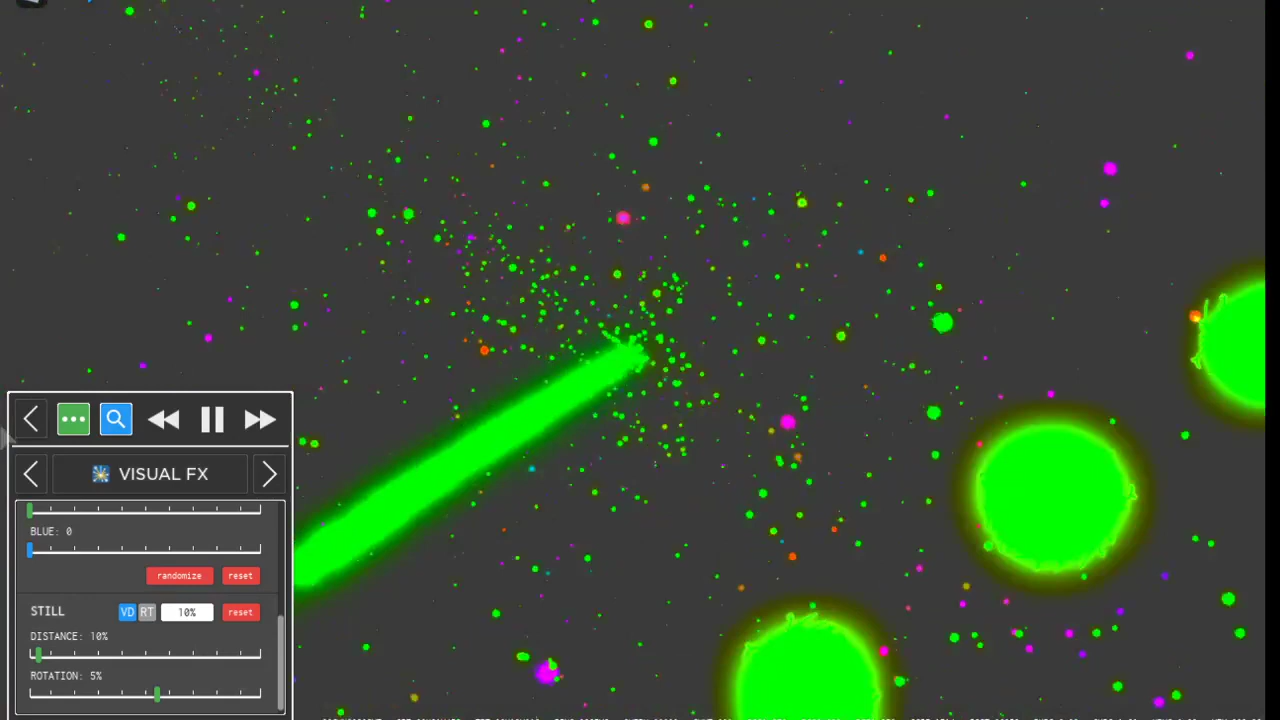 VISUAL FX
BLUE: 0
randomize reset
STILL VD RT 10% reset
DISTANCE: 10%
ROTATION: 5%